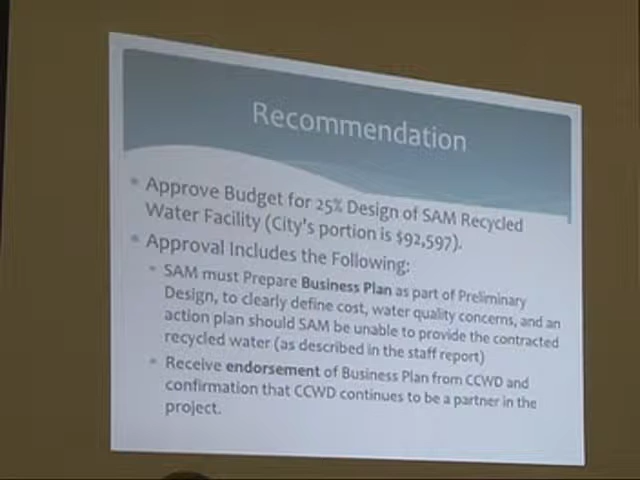 Recommendation
Approve Budget for 25% Design of SAM Recycled
Water Facility (City's portion is $92,597).
Approval Includes the Following:
SAM must Prepare Business Plan as part of Preliminary
Design, to clearly define cost, water quality concerns, and an
action plan should SAM be unable to provide the contracted
recycled water (as described in the staff report)
Receive endorsement of Business Plan from CCWD and
confirmation that CCWD continues to be a partner in the
project.